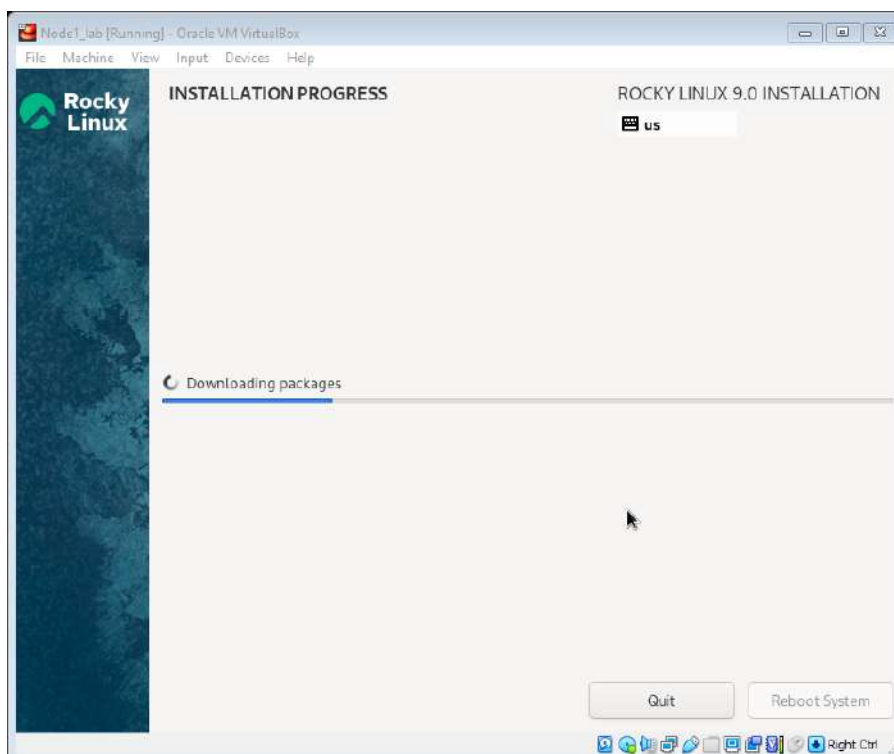 Node1_lab [Running] - Oracle VM VirtualBox
File Machine View Input Devices Help
Rocky Linux
INSTALLATION PROGRESS
ROCKY LINUX 9.0 INSTALLATION
us
Downloading packages
Quit
Reboot System
Right Ctrl